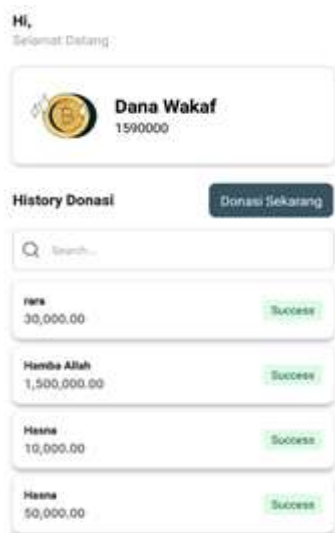 Hi,
Selamat Datang
Dana Wakaf
1590000
History Donasi
Donasi Sekarang
Search...
rara
30,000.00
Success
Hamba Allah
1,500,000.00
Success
Hasna
10,000.00
Success
Hasna
50,000.00
Success